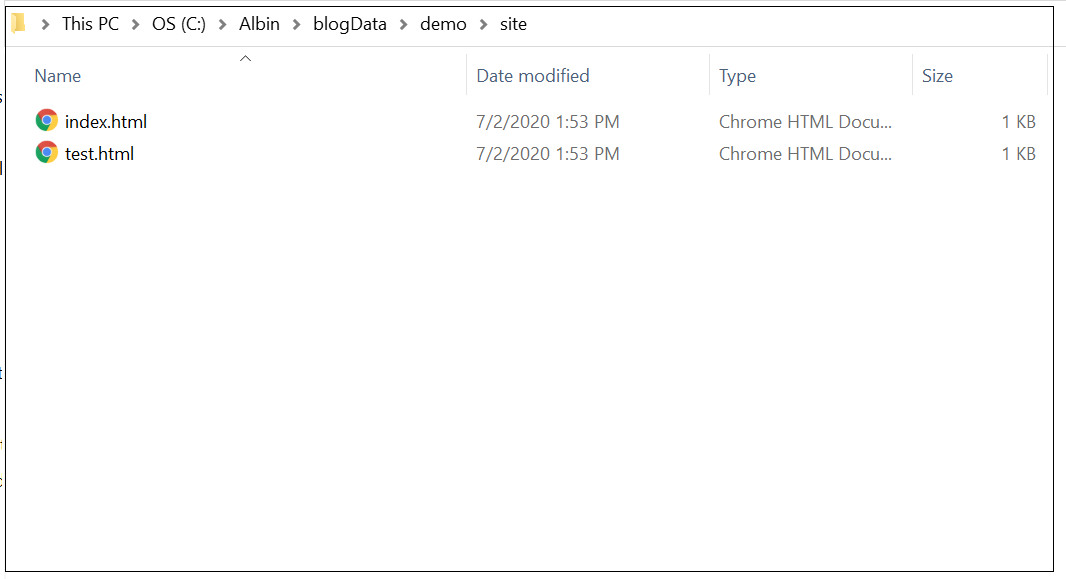 This PC > OS (C:) > Albin > blogData > demo > site
Name Date modified Type Size
index.html 7/2/2020 1:53 PM Chrome HTML Docu... 1 KB
test.html 7/2/2020 1:53 PM Chrome HTML Docu... 1 KB